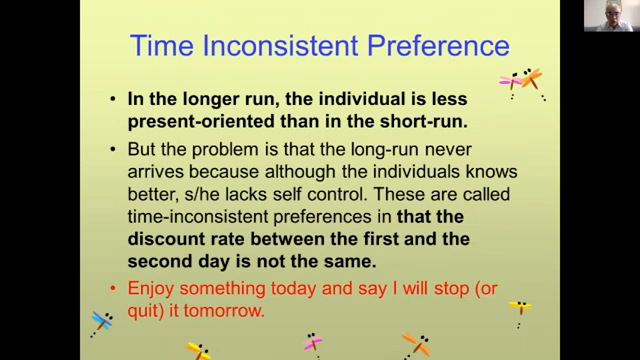 Time Inconsistent Preference
• In the longer run, the individual is less
present-oriented than in the short-run.
• But the problem is that the long-run never
arrives because although the individuals knows
better, s/he lacks self control. These are called
time-inconsistent preferences in that the
discount rate between the first and the
second day is not the same.
• Enjoy something today and say I will stop (or
quit) it tomorrow.